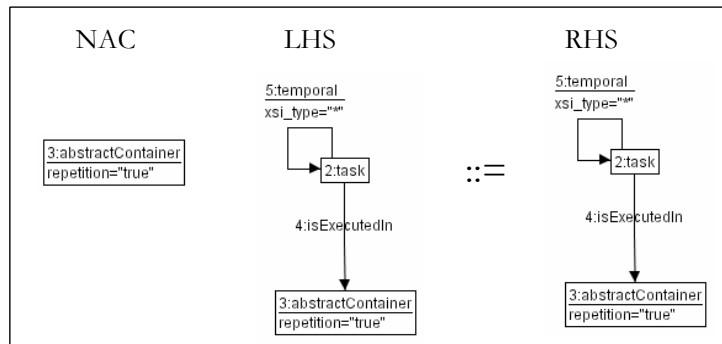 NAC LHS RHS
5:temporal
xsi_type="*"
2:task
4:isExecutedIn
3:abstractContainer
repetition="true"
3:abstractContainer
repetition="true"
::=
5:temporal
xsi_type="*"
2:task
4:isExecutedIn
3:abstractContainer
repetition="true"